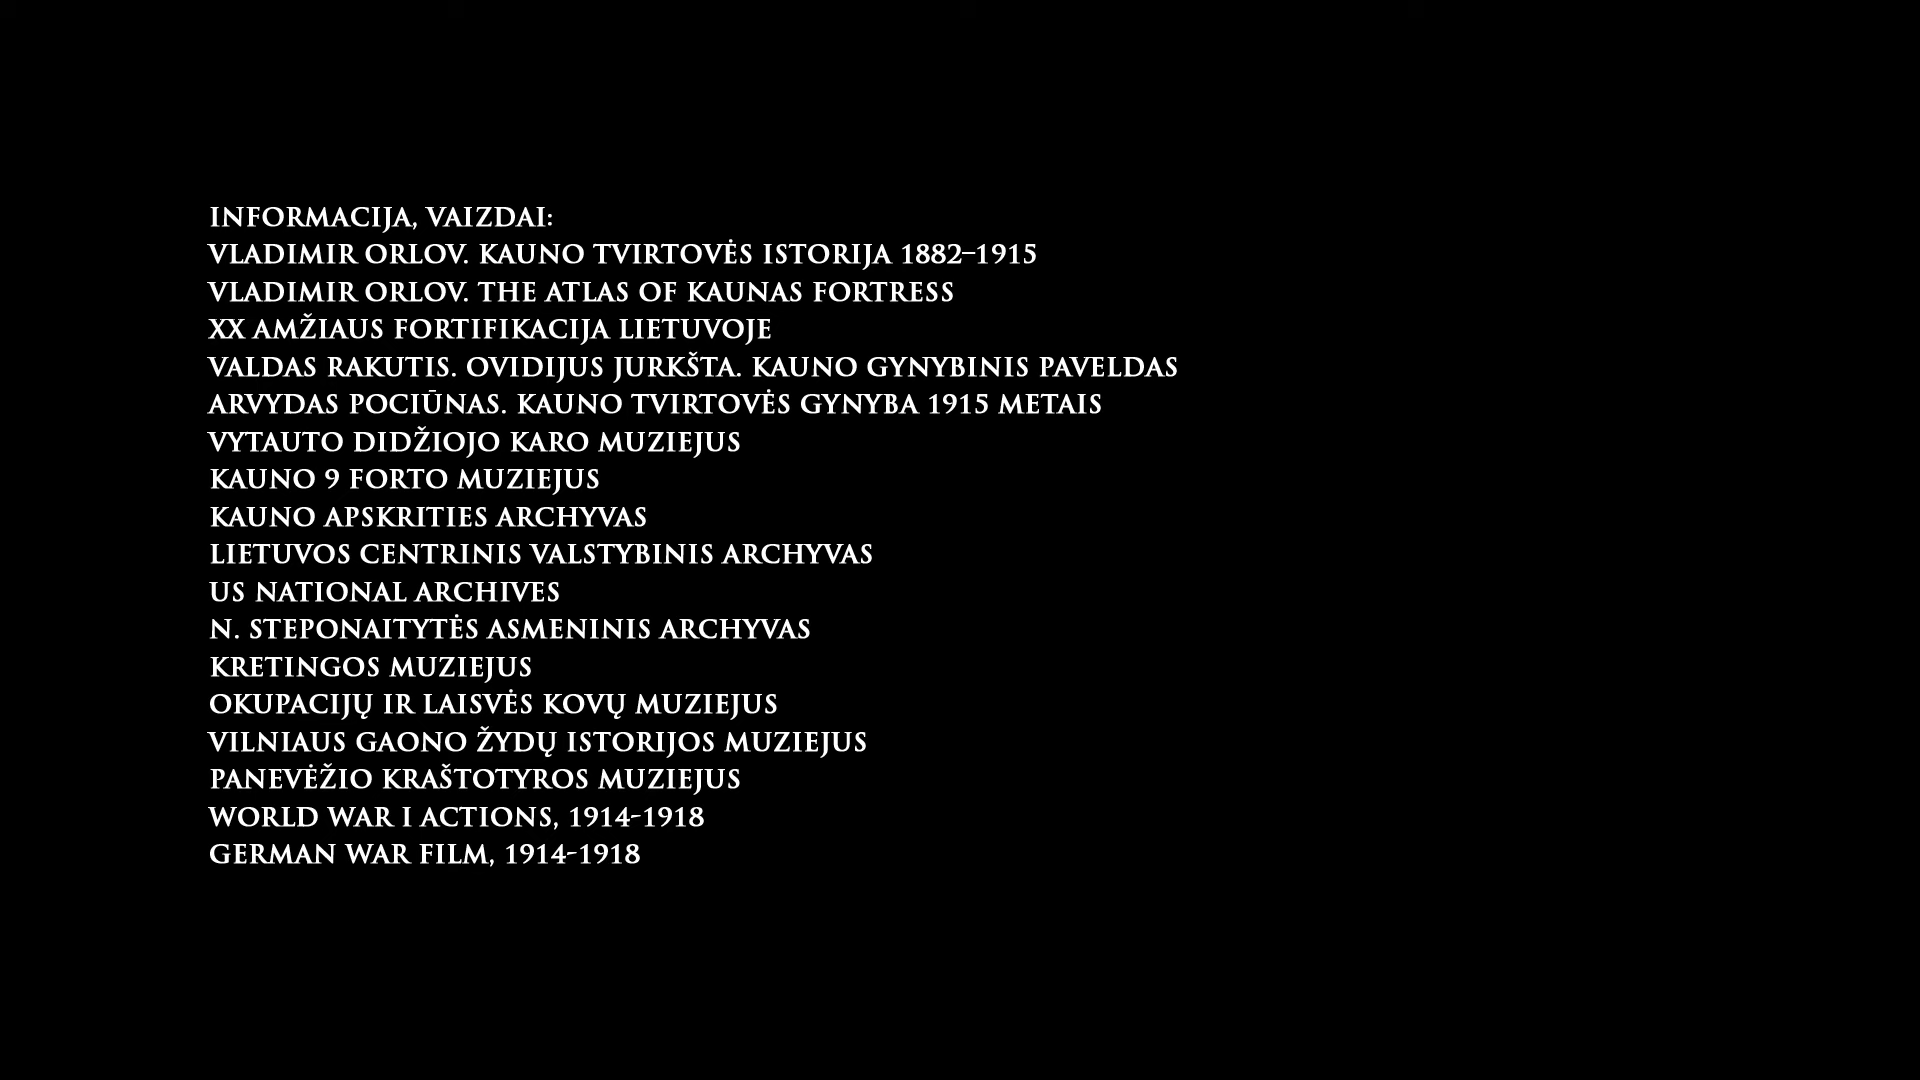 INFORMACIJA, VAIZDAI:
VLADIMIR ORLOV. KAUNO TVIRTOVĖS ISTORIJA 1882–1915
VLADIMIR ORLOV. THE ATLAS OF KAUNAS FORTRESS
XX AMŽIAUS FORTIFIKACIJA LIETUVOJE
VALDAS RAKUTIS. OVIDIJUS JURKŠTA. KAUNO GYNYBINIS PAVELDAS
ARVYDAS POCIŪNAS. KAUNO TVIRTOVĖS GYNYBA 1915 METAIS
VYTAUTO DIDŽIOJO KARO MUZIEJUS
KAUNO 9 FORTO MUZIEJUS
KAUNO APSKRITIES ARCHYVAS
LIETUVOS CENTRINIS VALSTYBINIS ARCHYVAS
US NATIONAL ARCHIVES
N. STEPONAITYTĖS ASMENINIS ARCHYVAS
KRETINGOS MUZIEJUS
OKUPACIJŲ IR LAISVĖS KOVŲ MUZIEJUS
VILNIAUS GAONO ŽYDŲ ISTORIJOS MUZIEJUS
PANEVĖŽIO KRAŠTOTYROS MUZIEJUS
WORLD WAR I ACTIONS, 1914-1918
GERMAN WAR FILM, 1914-1918